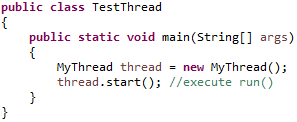 public class TestThread
{
    public static void main(String[] args)
    {
        MyThread thread = new MyThread();
        thread.start(); //execute run()
    }
}